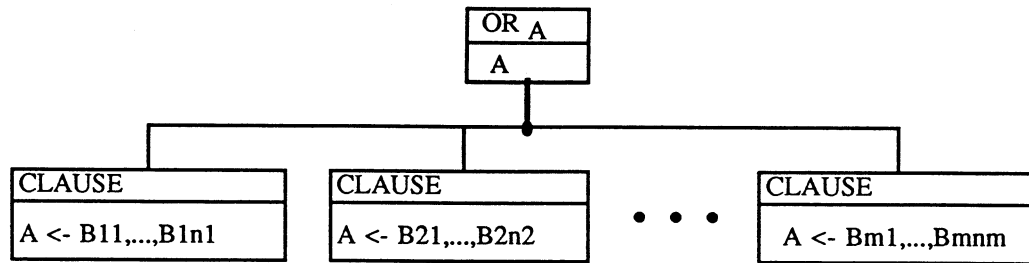 OR A
A
CLAUSE
A <- B11,...,B1n1
CLAUSE
A <- B21,...,B2n2
• • •
CLAUSE
A <- Bm1,...,Bmnm